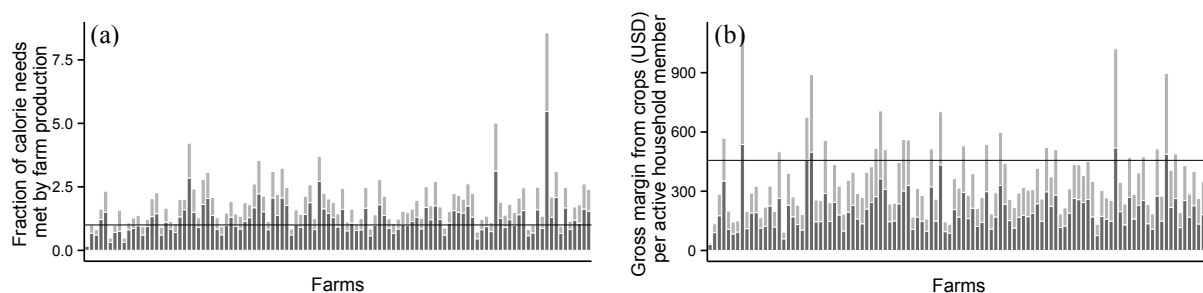 (a)
Fraction of calorie needs
met by farm production
7.5
5.0
2.5
0.0
Farms
(b)
Gross margin from crops (USD)
per active household member
900
600
300
0
Farms